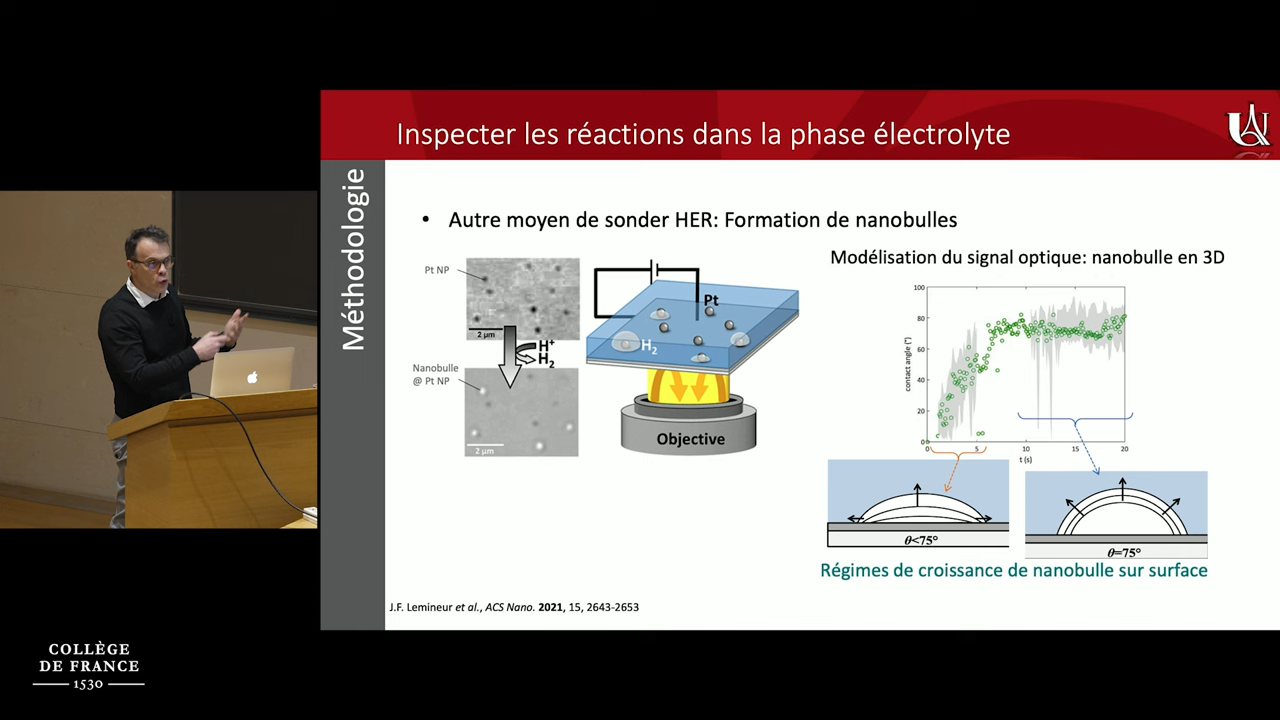 Inspecter les réactions dans la phase électrolyte
Méthodologie
• Autre moyen de sonder HER: Formation de nanobulles
Pt NP
2 µm
H⁺
H₂
Nanobulle
@ Pt NP
2 µm
Pt
H₂
Objective
Modélisation du signal optique: nanobulle en 3D
contact angle (°)
100
80
60
40
20
0
0
5
10
15
20
t (s)
θ<75°
θ=75°
Régimes de croissance de nanobulle sur surface
J.F. Lemineur et al., ACS Nano. 2021, 15, 2643-2653
COLLÈGE
DE FRANCE
1530